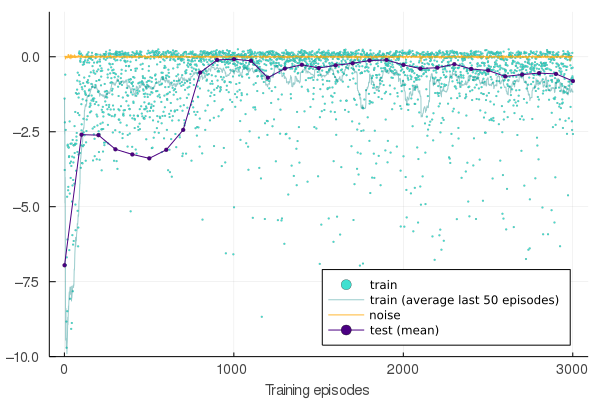 0.0
−2.5
−5.0
−7.5
−10.0
0
1000
2000
3000
Training episodes
train
train (average last 50 episodes)
noise
test (mean)